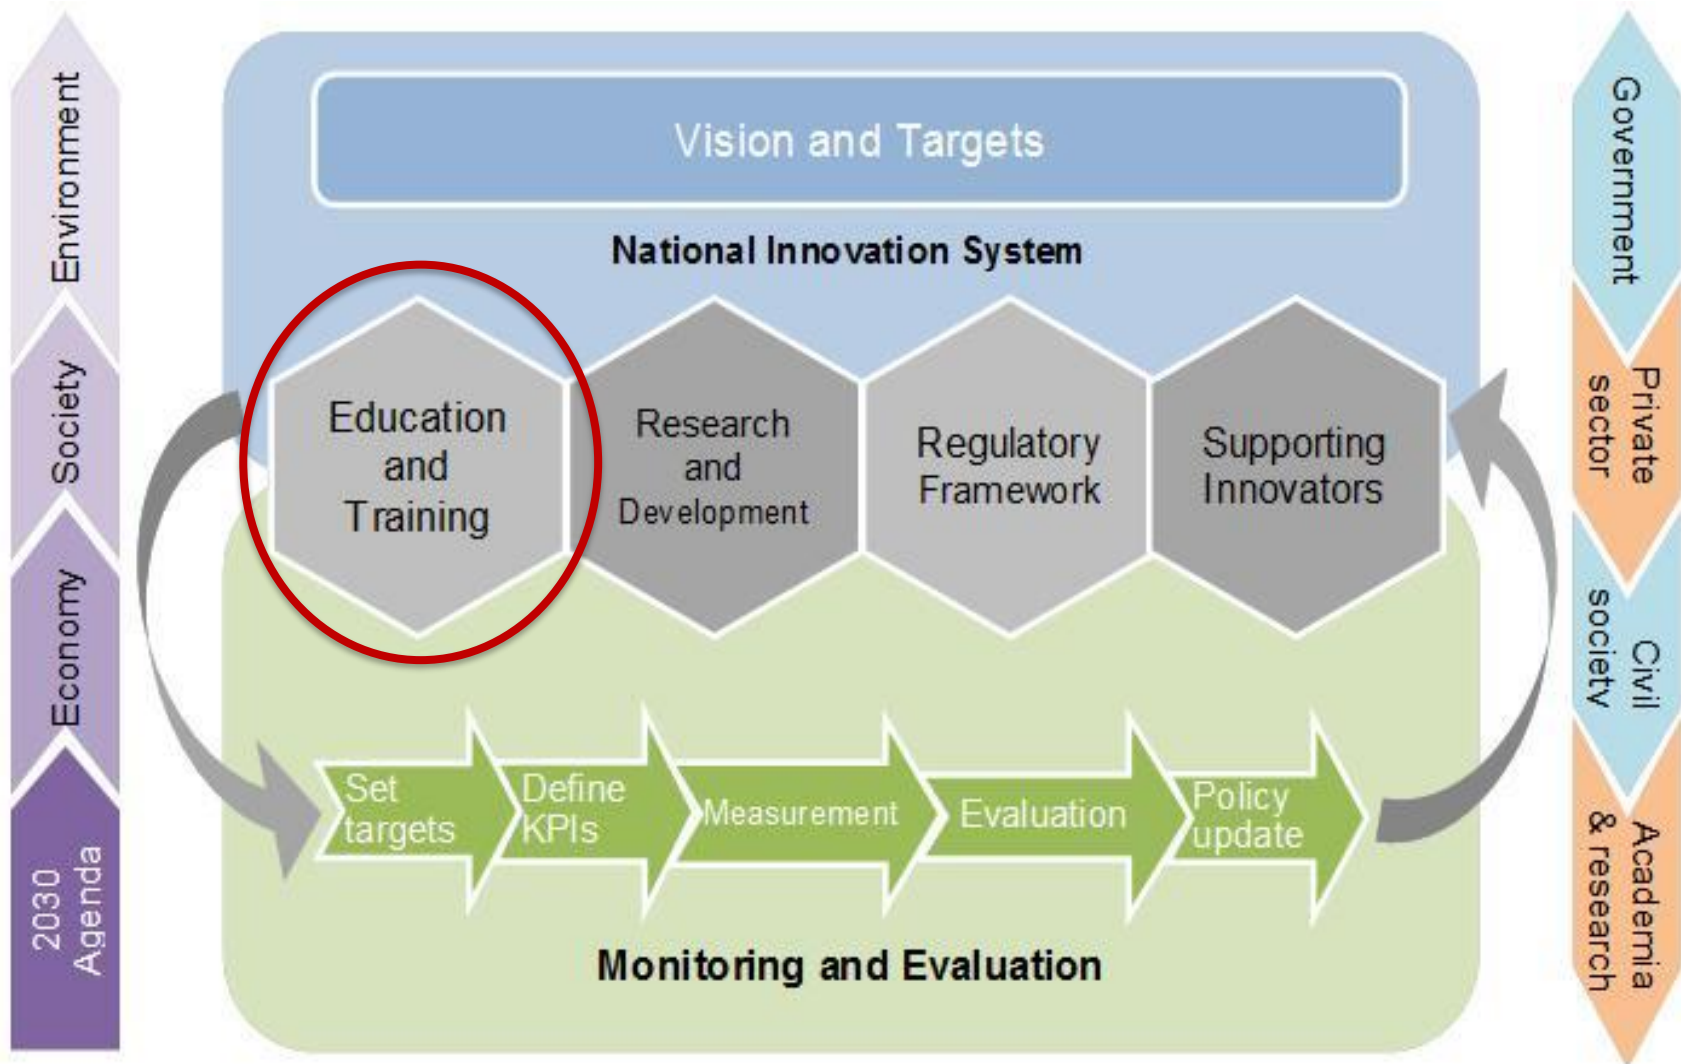 Vision and Targets
National Innovation System
Education
and
Training
Research
and
Development
Regulatory
Framework
Supporting
Innovators
Set
targets
Define
KPIs
Measurement
Evaluation
Policy
update
Monitoring and Evaluation
Environment
Society
Economy
2030
Agenda
Government
Private
sector
Civil
society
Academia
& research